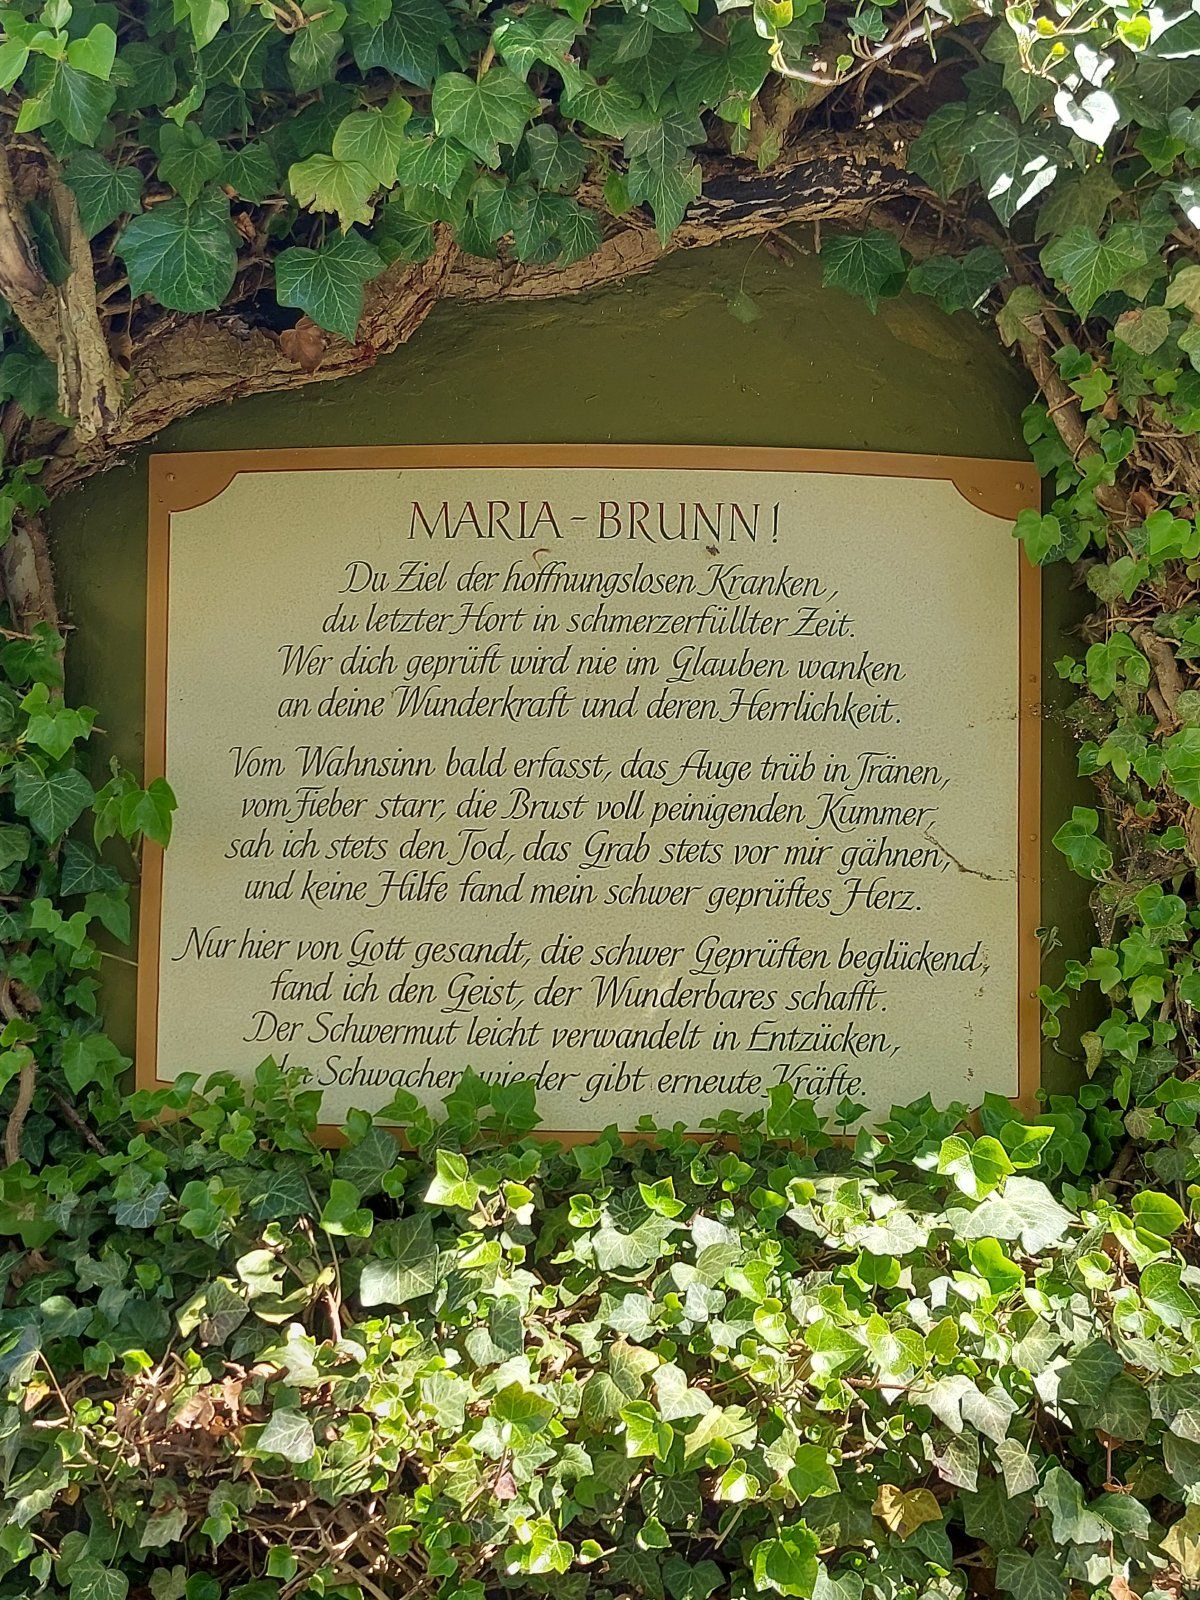 MARIA-BRUNN!
Du Ziel der hoffnungslosen Kranken,
du letzter Hort in schmerzerfüllter Zeit.
Wer dich geprüft wird nie im Glauben wanken
an deine Wunderkraft und deren Herrlichkeit.
Vom Wahnsinn bald erfasst, das Auge trüb in Tränen,
vom Fieber starr, die Brust voll peinigenden Kummer,
sah ich stets den Tod, das Grab stets vor mir gähnen,
und keine Hilfe fand mein schwer geprüftes Herz.
Nur hier von Gott gesandt, die schwer Geprüften beglückend,
fand ich den Geist, der Wunderbares schafft.
Der Schwermut leicht verwandelt in Entzücken,
den Schwachen wieder gibt erneute Kräfte.